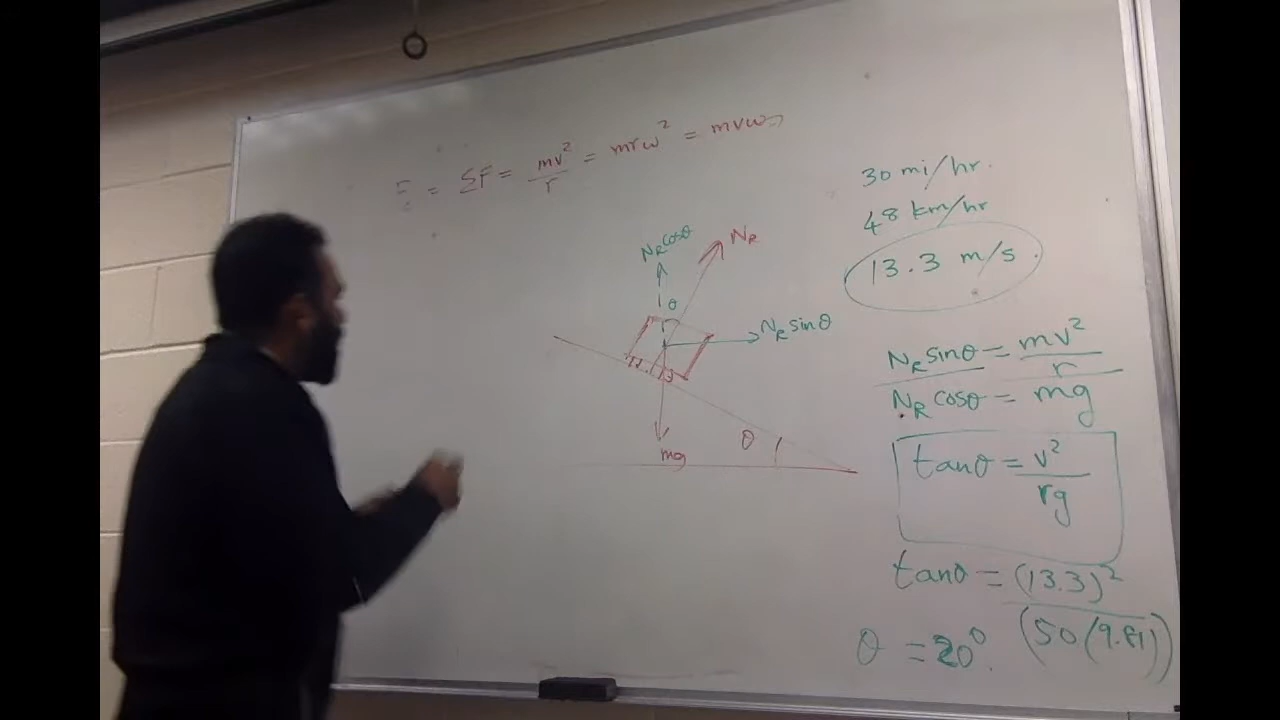 F = ΣF = mv²/r = mrω² = mvω
30 mi/hr.
48 km/hr
13.3 m/s.
N_R cosθ
N_R
θ
N_R sinθ
θ
mg
N_R sinθ = mv²/r
N_R cosθ = mg
tanθ = v²/rg
tanθ = (13.3)²/(50(9.81))
θ = 20⁰.